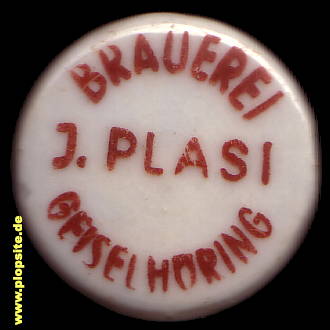 BRAUEREI
J. PLASI
GEISELHÖRING
www.plopsite.de